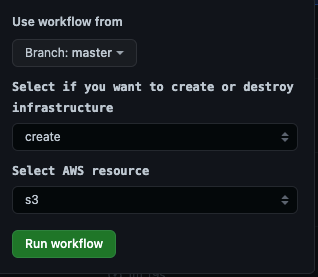 Use workflow from
Branch: master
Select if you want to create or destroy
infrastructure
create
Select AWS resource
s3
Run workflow